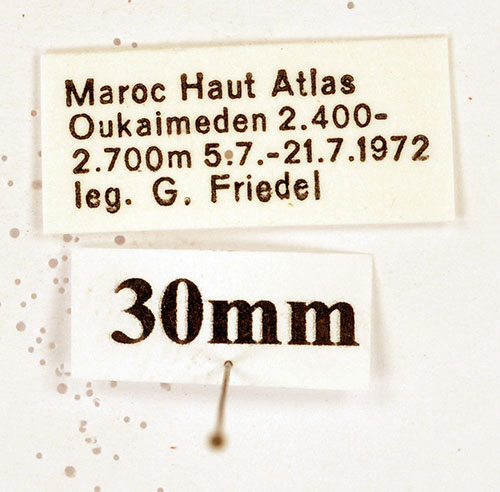 Maroc Haut Atlas
Oukaimeden 2.400-
2.700m 5.7.-21.7.1972
leg. G. Friedel
30mm